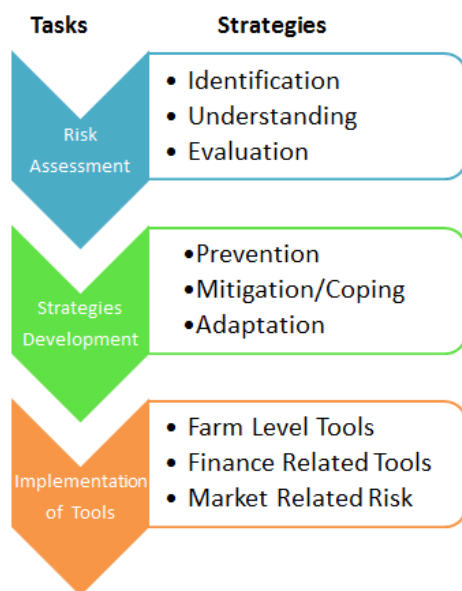 Tasks Strategies
Risk
Assessment
• Identification
• Understanding
• Evaluation
Strategies
Development
•Prevention
•Mitigation/Coping
•Adaptation
Implementation
of Tools
• Farm Level Tools
• Finance Related Tools
• Market Related Risk